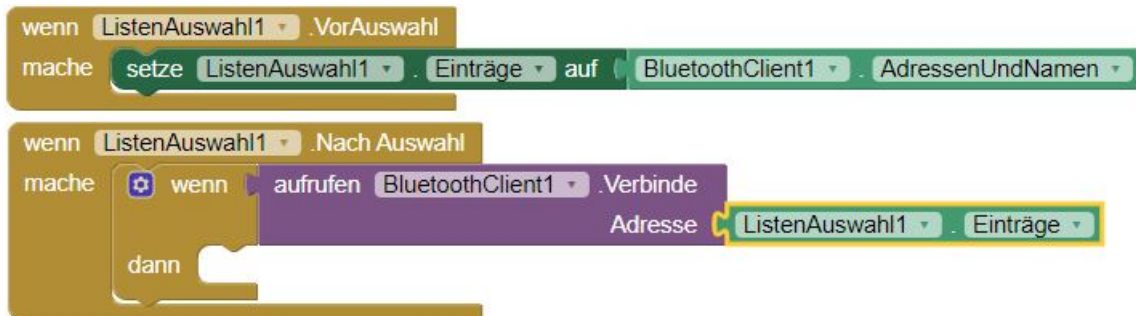 wenn ListenAuswahl1 .VorAuswahl
mache setze ListenAuswahl1 . Einträge auf BluetoothClient1 . AdressenUndNamen
wenn ListenAuswahl1 .Nach Auswahl
mache wenn aufrufen BluetoothClient1 .Verbinde
Adresse ListenAuswahl1 . Einträge
dann